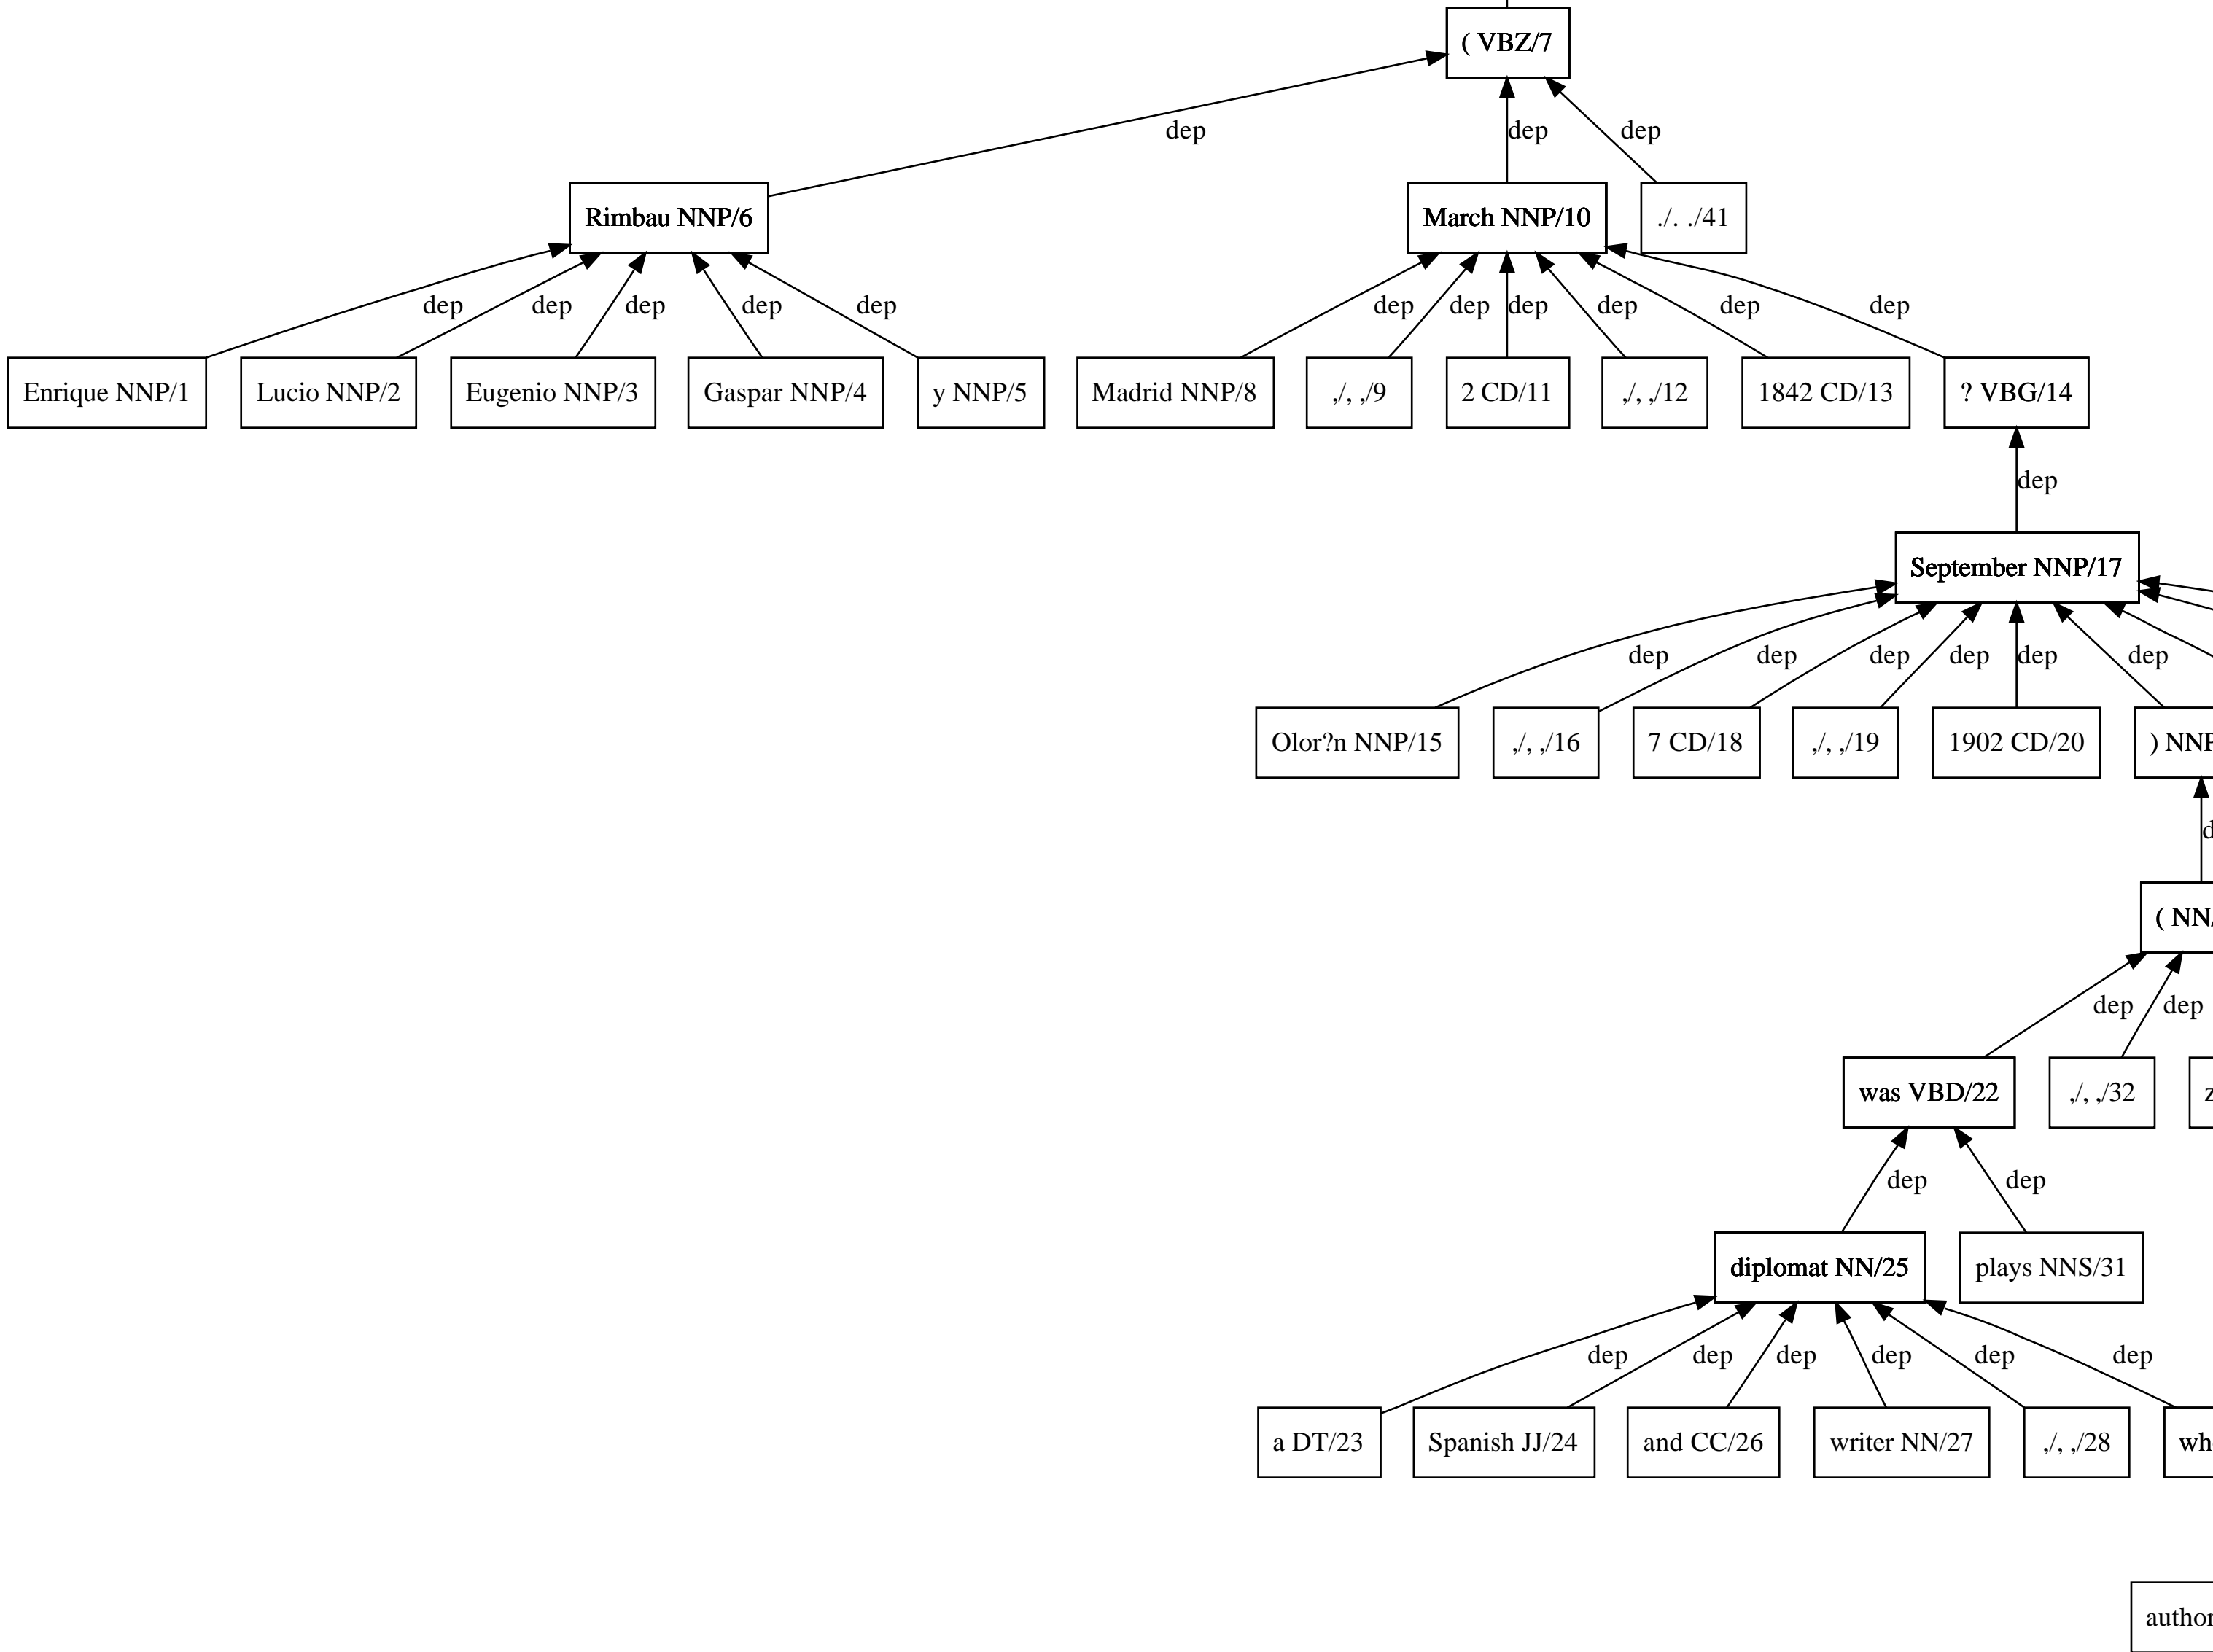 ( VBZ/7
dep
dep
dep
Rimbau NNP/6
March NNP/10
./. ./41
dep
dep
dep
dep
dep
dep
dep
dep
dep
dep
dep
Enrique NNP/1
Lucio NNP/2
Eugenio NNP/3
Gaspar NNP/4
y NNP/5
Madrid NNP/8
,/, ,/9
2 CD/11
,/, ,/12
1842 CD/13
? VBG/14
dep
September NNP/17
dep
dep
dep
dep
dep
dep
Olor?n NNP/15
,/, ,/16
7 CD/18
,/, ,/19
1902 CD/20
) NNP
( NN/
dep
dep
was VBD/22
,/, ,/32
dep
dep
diplomat NN/25
plays NNS/31
dep
dep
dep
dep
dep
dep
a DT/23
Spanish JJ/24
and CC/26
writer NN/27
,/, ,/28